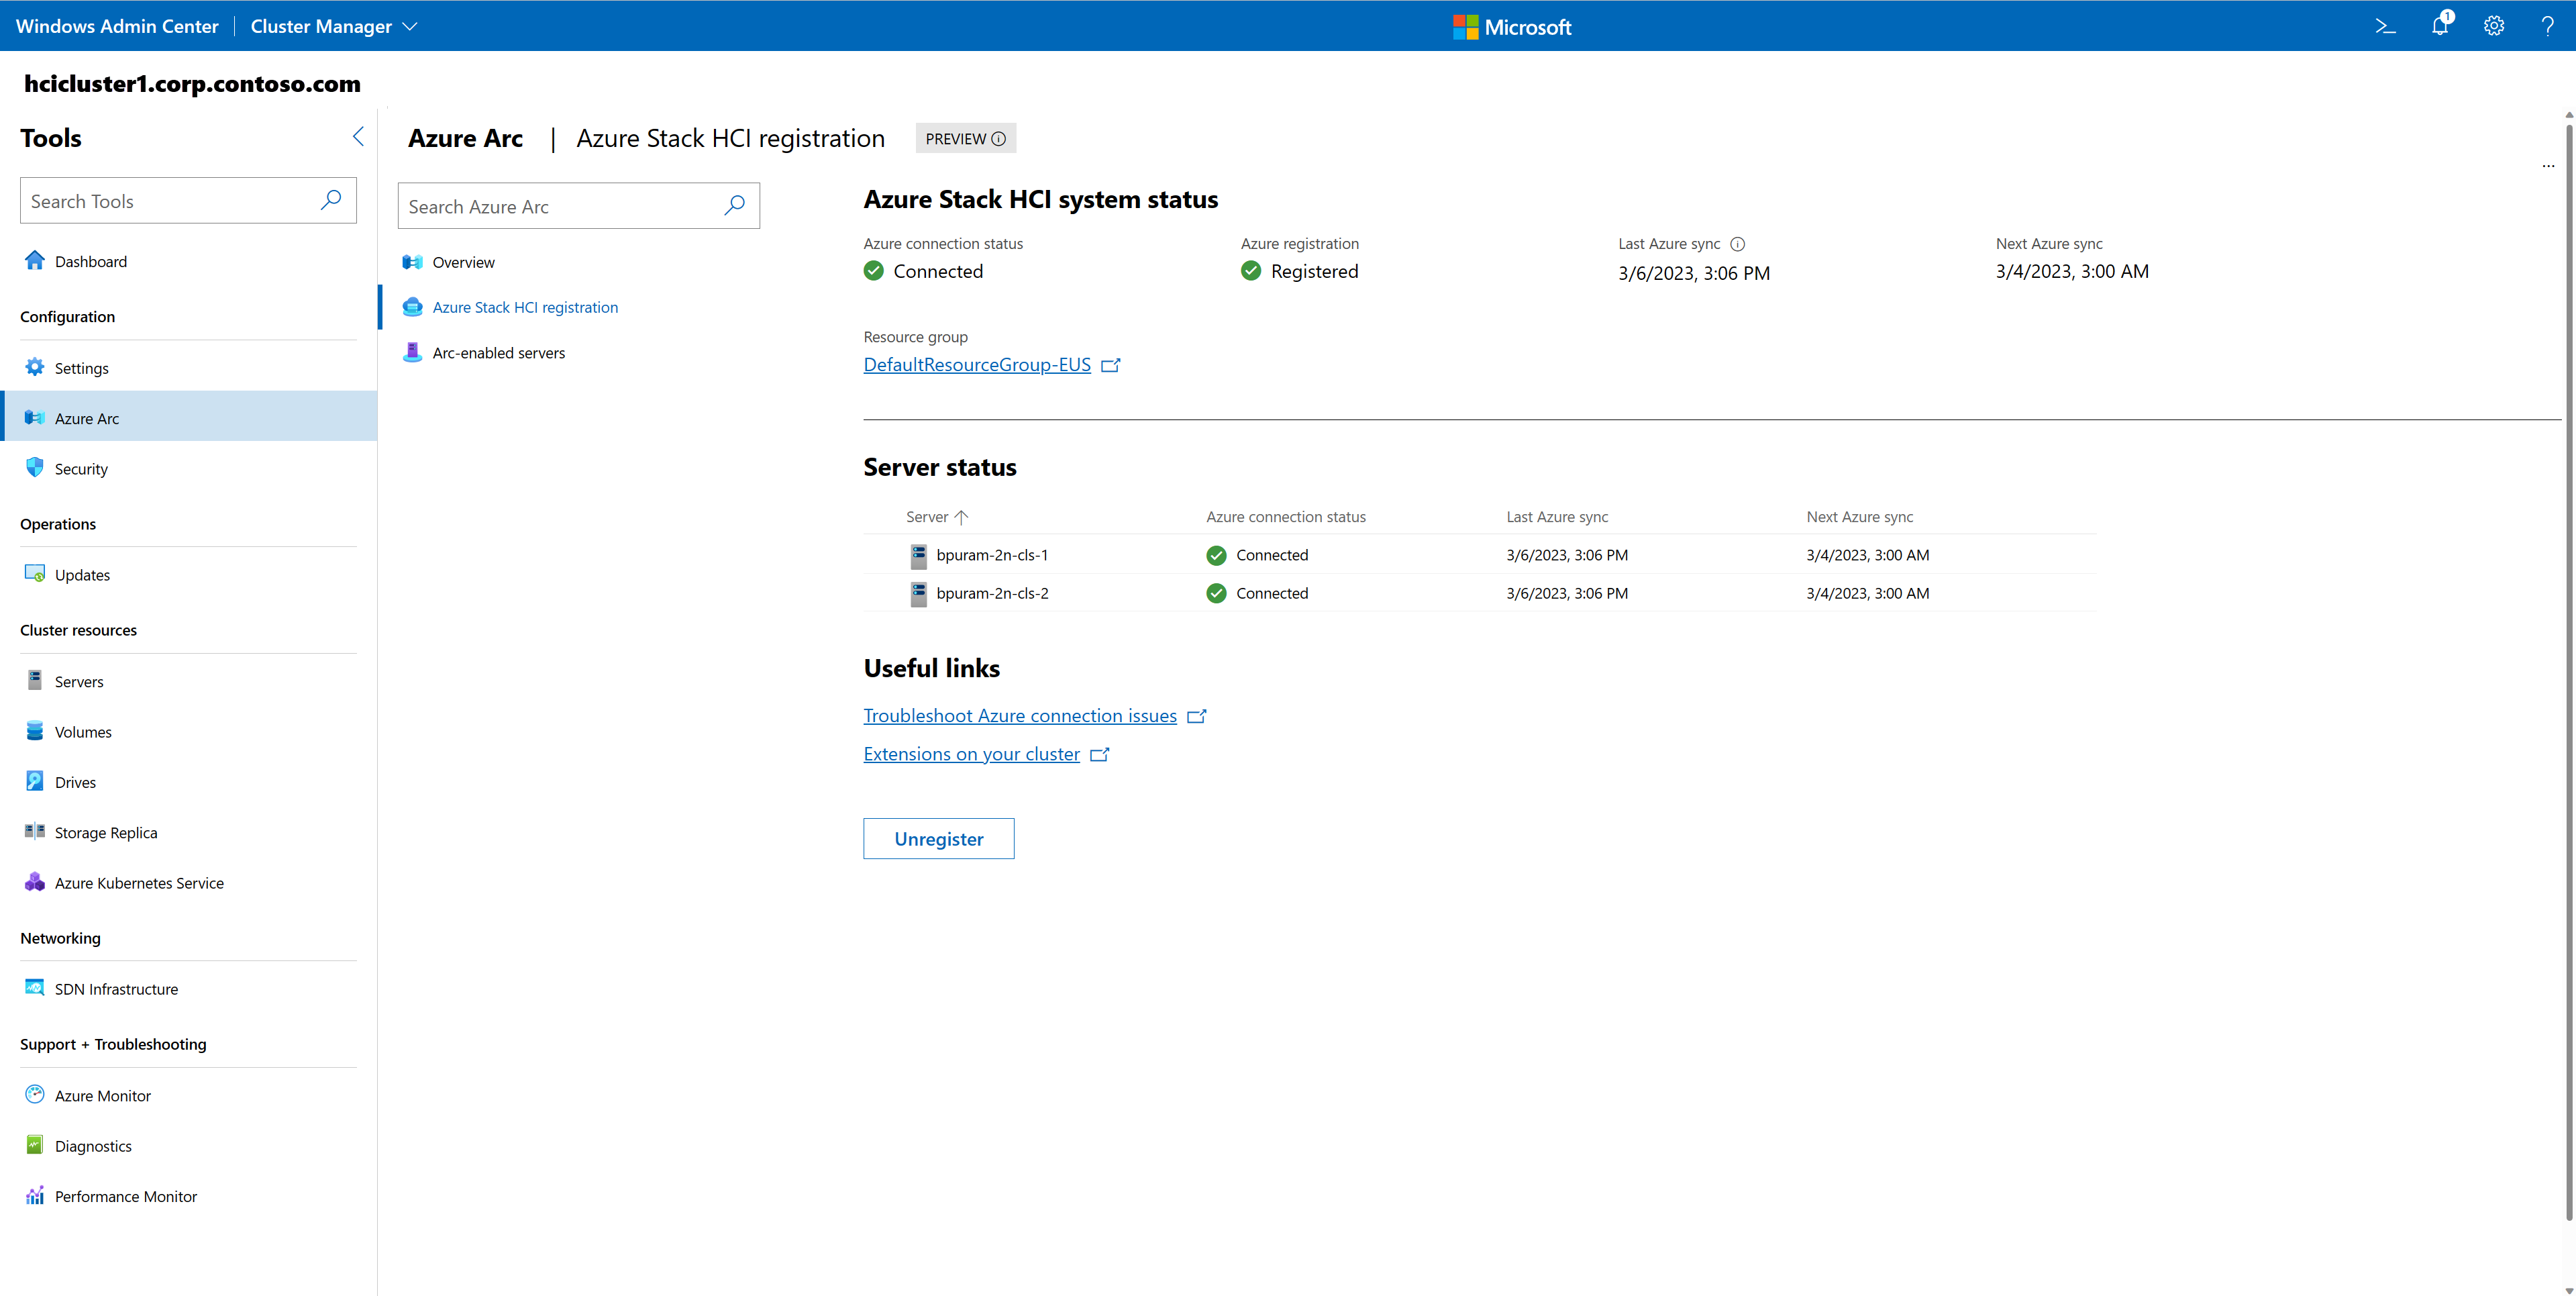 Windows Admin Center | Cluster Manager
Microsoft
1
hcicluster1.corp.contoso.com
Tools
Search Tools
Dashboard
Configuration
Settings
Azure Arc
Security
Operations
Updates
Cluster resources
Servers
Volumes
Drives
Storage Replica
Azure Kubernetes Service
Networking
SDN Infrastructure
Support + Troubleshooting
Azure Monitor
Diagnostics
Performance Monitor
Azure Arc | Azure Stack HCI registration PREVIEW
Search Azure Arc
Overview
Azure Stack HCI registration
Arc-enabled servers
...
Azure Stack HCI system status
Azure connection status Azure registration Last Azure sync Next Azure sync
Connected Registered 3/6/2023, 3:06 PM 3/4/2023, 3:00 AM
Resource group
DefaultResourceGroup-EUS
Server status
Server Azure connection status Last Azure sync Next Azure sync
bpuram-2n-cls-1 Connected 3/6/2023, 3:06 PM 3/4/2023, 3:00 AM
bpuram-2n-cls-2 Connected 3/6/2023, 3:06 PM 3/4/2023, 3:00 AM
Useful links
Troubleshoot Azure connection issues
Extensions on your cluster
Unregister